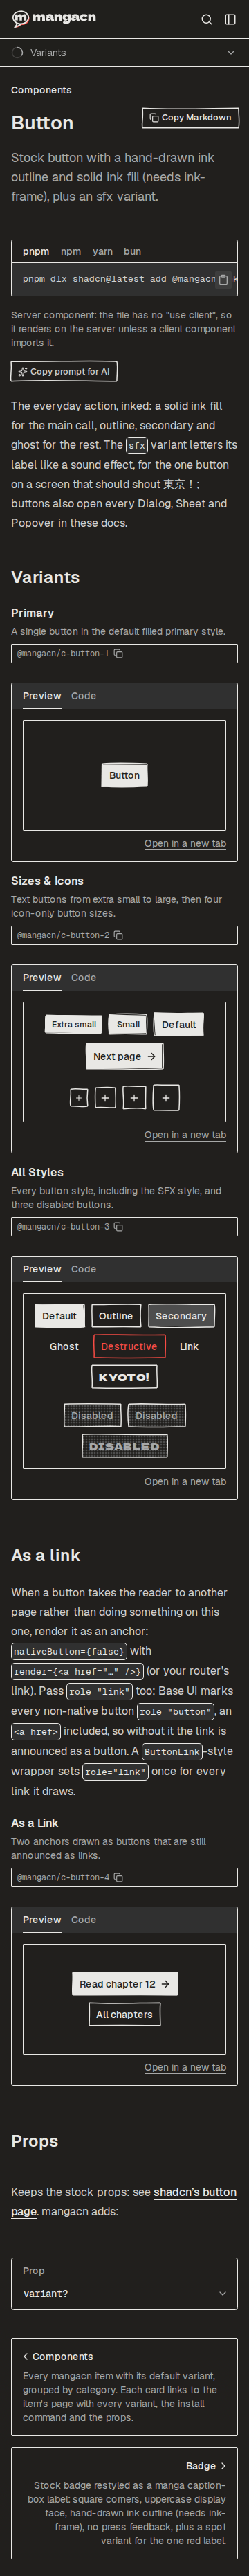 mangacn
Variants
Components
Button
Copy Markdown
Stock button with a hand-drawn ink
outline and solid ink fill (needs ink-
frame), plus an sfx variant.
pnpm npm yarn bun
pnpm dlx shadcn@latest add @mangacn
Server component: the file has no "use client", so
it renders on the server unless a client component
imports it.
Copy prompt for AI
The everyday action, inked: a solid ink fill
for the main call, outline, secondary and
ghost for the rest. The sfx variant letters its
label like a sound effect, for the one button
on a screen that should shout 東京！;
buttons also open every Dialog, Sheet and
Popover in these docs.
Variants
Primary
A single button in the default filled primary style.
@mangacn/c-button-1
Preview Code
Button
Open in a new tab
Sizes & Icons
Text buttons from extra small to large, then four
icon-only button sizes.
@mangacn/c-button-2
Preview Code
Extra small Small Default
Next page →
+ + + +
Open in a new tab
All Styles
Every button style, including the SFX style, and
three disabled buttons.
@mangacn/c-button-3
Preview Code
Default Outline Secondary
Ghost Destructive Link
KYOTO!
Disabled Disabled
DISABLED
Open in a new tab
As a link
When a button takes the reader to another
page rather than doing something on this
one, render it as an anchor:
nativeButton={false} with
render={<a href="…" />} (or your router's
link). Pass role="link" too: Base UI marks
every non-native button role="button", an
<a href> included, so without it the link is
announced as a button. A ButtonLink-style
wrapper sets role="link" once for every
link it draws.
As a Link
Two anchors drawn as buttons that are still
announced as links.
@mangacn/c-button-4
Preview Code
Read chapter 12 →
All chapters
Open in a new tab
Props
Keeps the stock props: see shadcn's button
page. mangacn adds:
Prop
variant?
Components
Every mangacn item with its default variant,
grouped by category. Each card links to the
item's page with every variant, the install
command and the props.
Badge
Stock badge restyled as a manga caption-
box label: square corners, uppercase display
face, hand-drawn ink outline (needs ink-
frame), no press feedback, plus a spot
variant for the one red label.